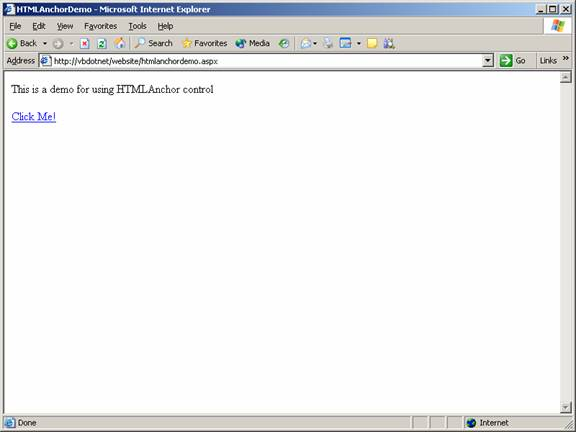 HTMLAnchorDemo - Microsoft Internet Explorer
File Edit View Favorites Tools Help
Back Search Favorites Media
Address http://vbdotnet/website/htmlanchordemo.aspx Go Links »
This is a demo for using HTMLAnchor control
Click Me!
Done Internet